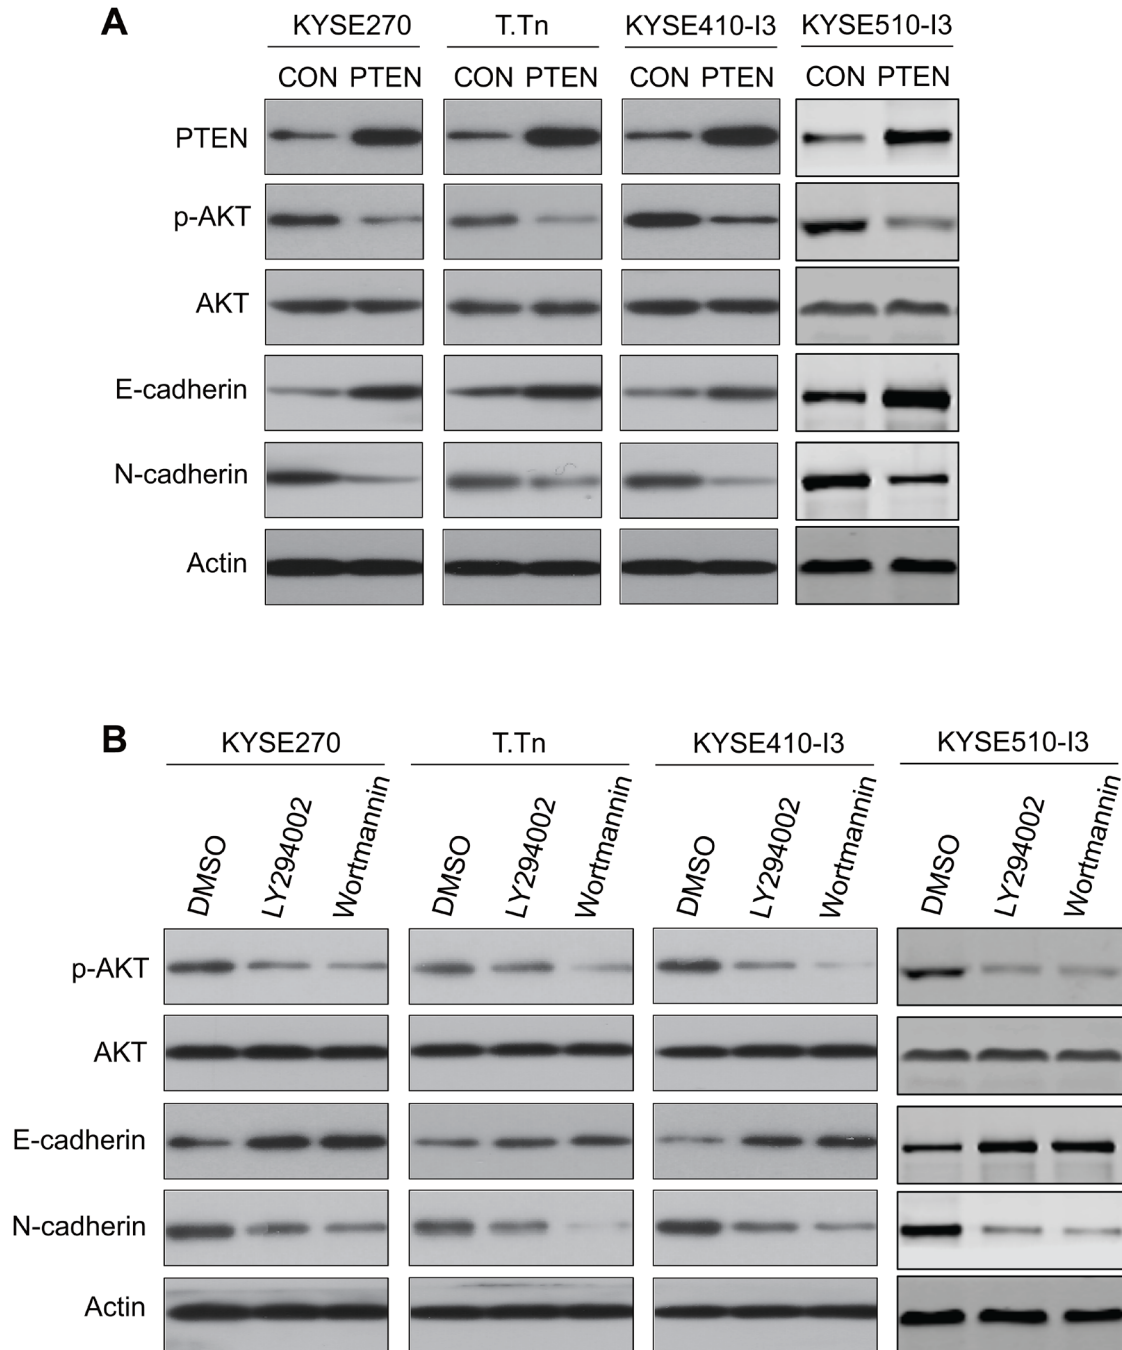 A
KYSE270 T.Tn KYSE410-I3 KYSE510-I3
CON PTEN CON PTEN CON PTEN CON PTEN
PTEN
p-AKT
AKT
E-cadherin
N-cadherin
Actin
B
KYSE270 T.Tn KYSE410-I3 KYSE510-I3
DMSO LY294002 Wortmannin DMSO LY294002 Wortmannin DMSO LY294002 Wortmannin DMSO LY294002 Wortmannin
p-AKT
AKT
E-cadherin
N-cadherin
Actin